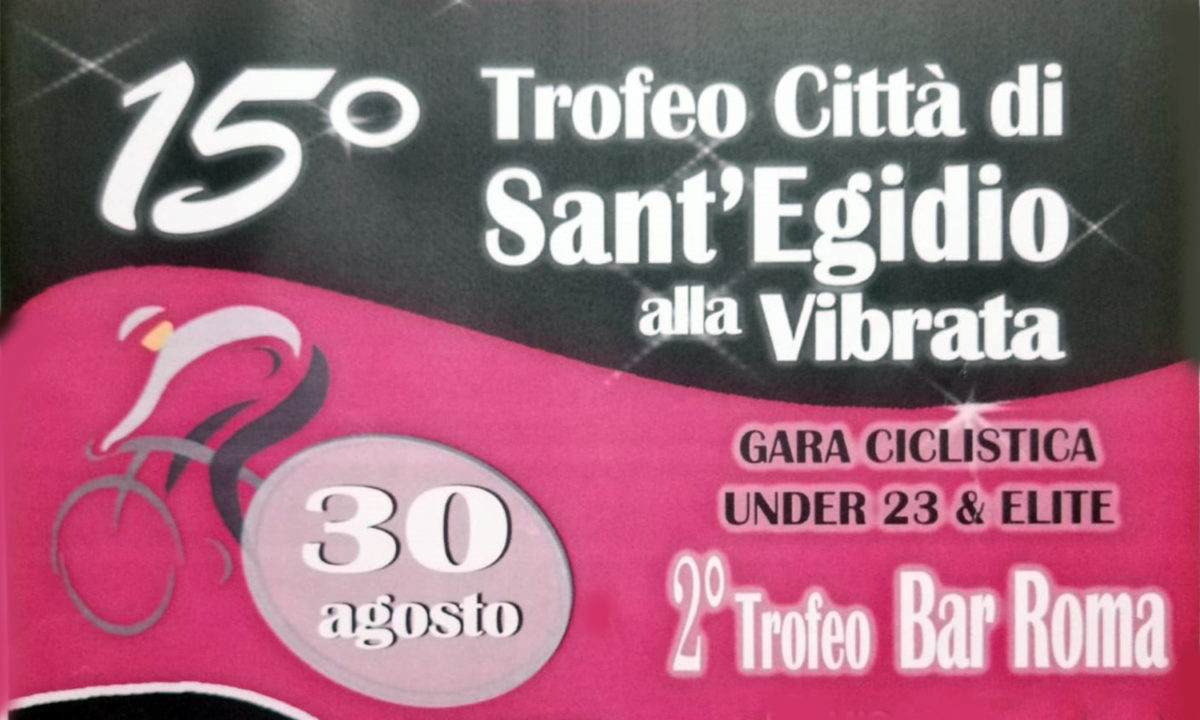 15°
Trofeo Città di
Sant'Egidio
alla Vibrata
GARA CICLISTICA
UNDER 23 & ELITE
30
agosto
2° Trofeo Bar Roma